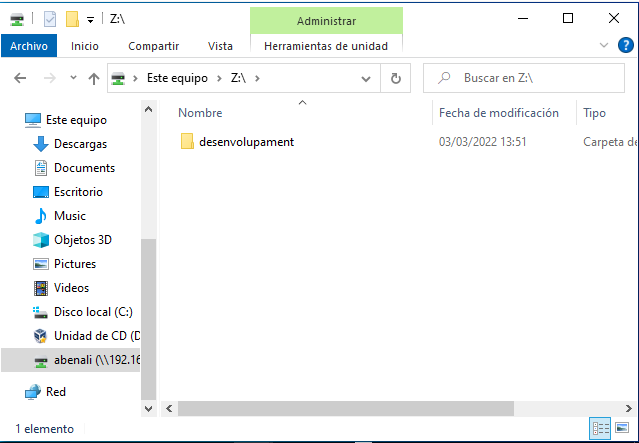 Z:\
Administrar
Archivo Inicio Compartir Vista Herramientas de unidad
Este equipo Z:\ Buscar en Z:\
Nombre Fecha de modificación Tipo
desenvolupament 03/03/2022 13:51 Carpeta de
Este equipo
Descargas
Documents
Escritorio
Music
Objetos 3D
Pictures
Videos
Disco local (C:)
Unidad de CD (D
abenali (\\192.16
Red
1 elemento